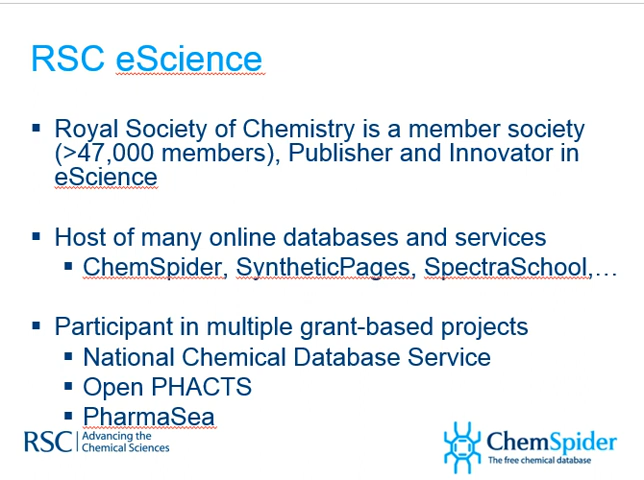 RSC eScience
▪ Royal Society of Chemistry is a member society
(>47,000 members), Publisher and Innovator in
eScience
▪ Host of many online databases and services
▪ ChemSpider, SyntheticPages, SpectraSchool,…
▪ Participant in multiple grant-based projects
▪ National Chemical Database Service
▪ Open PHACTS
▪ PharmaSea
RSC | Advancing the
Chemical Sciences
ChemSpider
The free chemical database